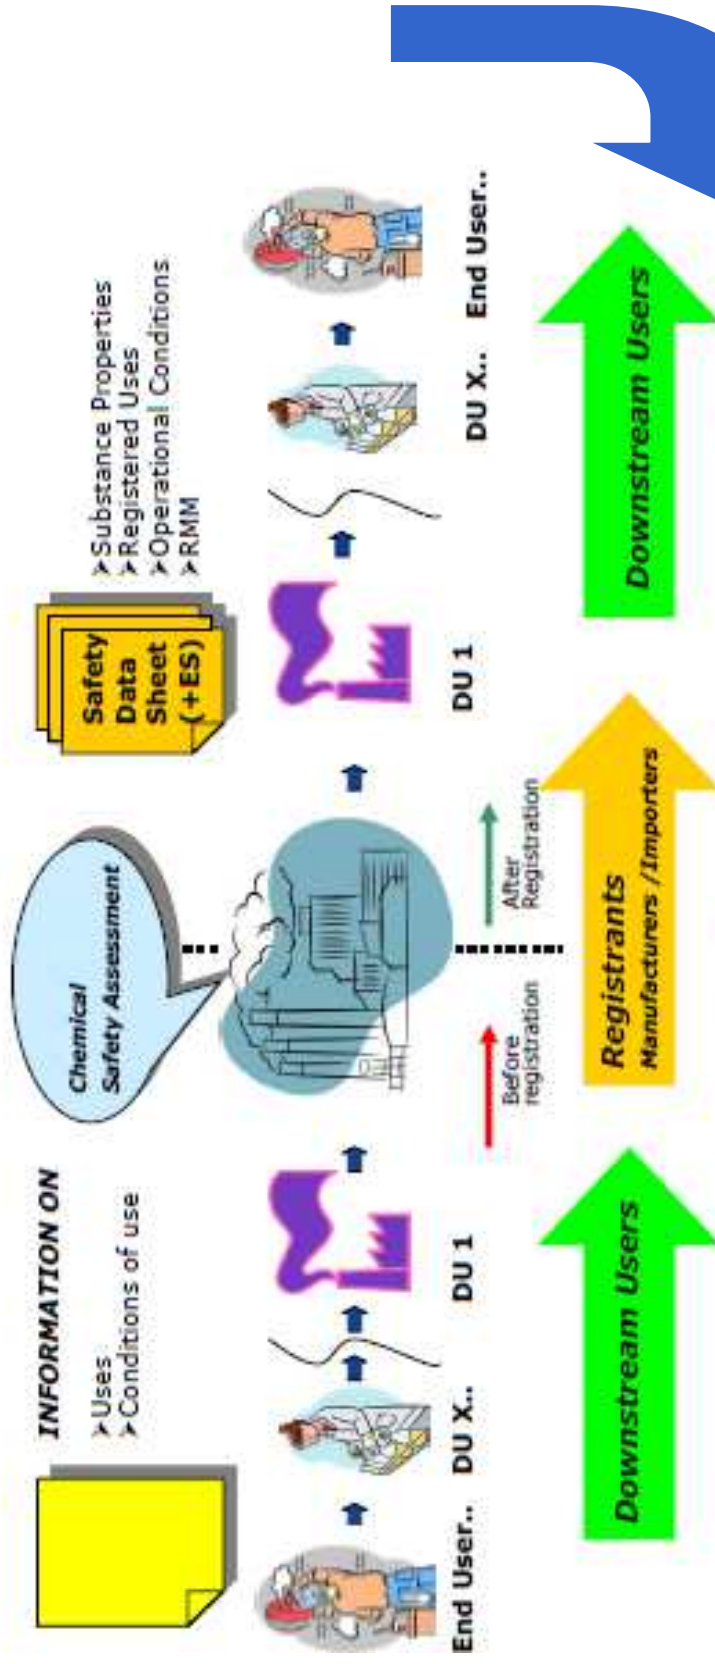 INFORMATION ON
➤Uses
➤Conditions of use
Chemical
Safety Assessment
Safety
Data
Sheet
(+ES)
➤Substance Properties
➤Registered Uses
➤Operational Conditions
➤RMM
End User..
DU X..
DU 1
DU 1
DU X..
End User..
Before
registration
After
Registration
Downstream Users
Registrants
Manufacturers /Importers
Downstream Users